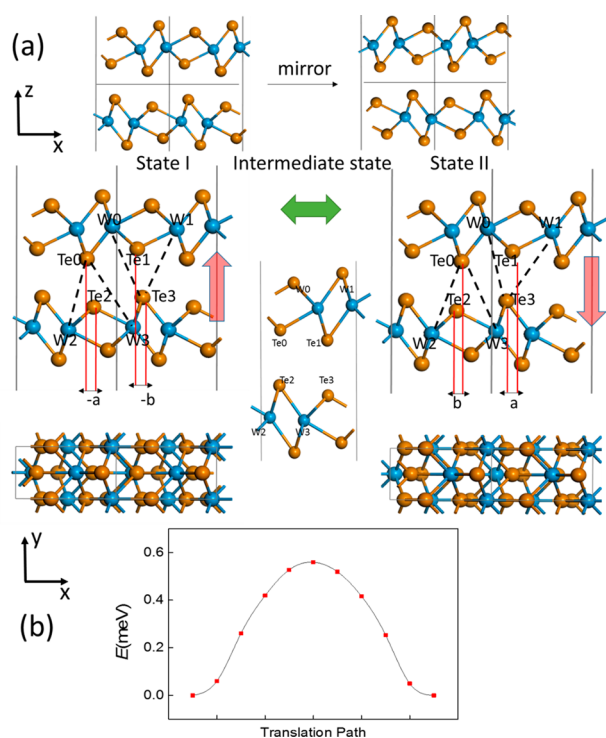 (a)
mirror
z
x
State I
Intermediate state
State II
W0
W1
Te0
Te1
Te2
Te3
W2
W3
-a
-b
W0
W1
Te0
Te1
Te2
Te3
W2
W3
W0
W1
Te0
Te1
Te2
Te3
W2
W3
b
a
y
x
(b)
E(meV)
0.6
0.4
0.2
0.0
Translation Path